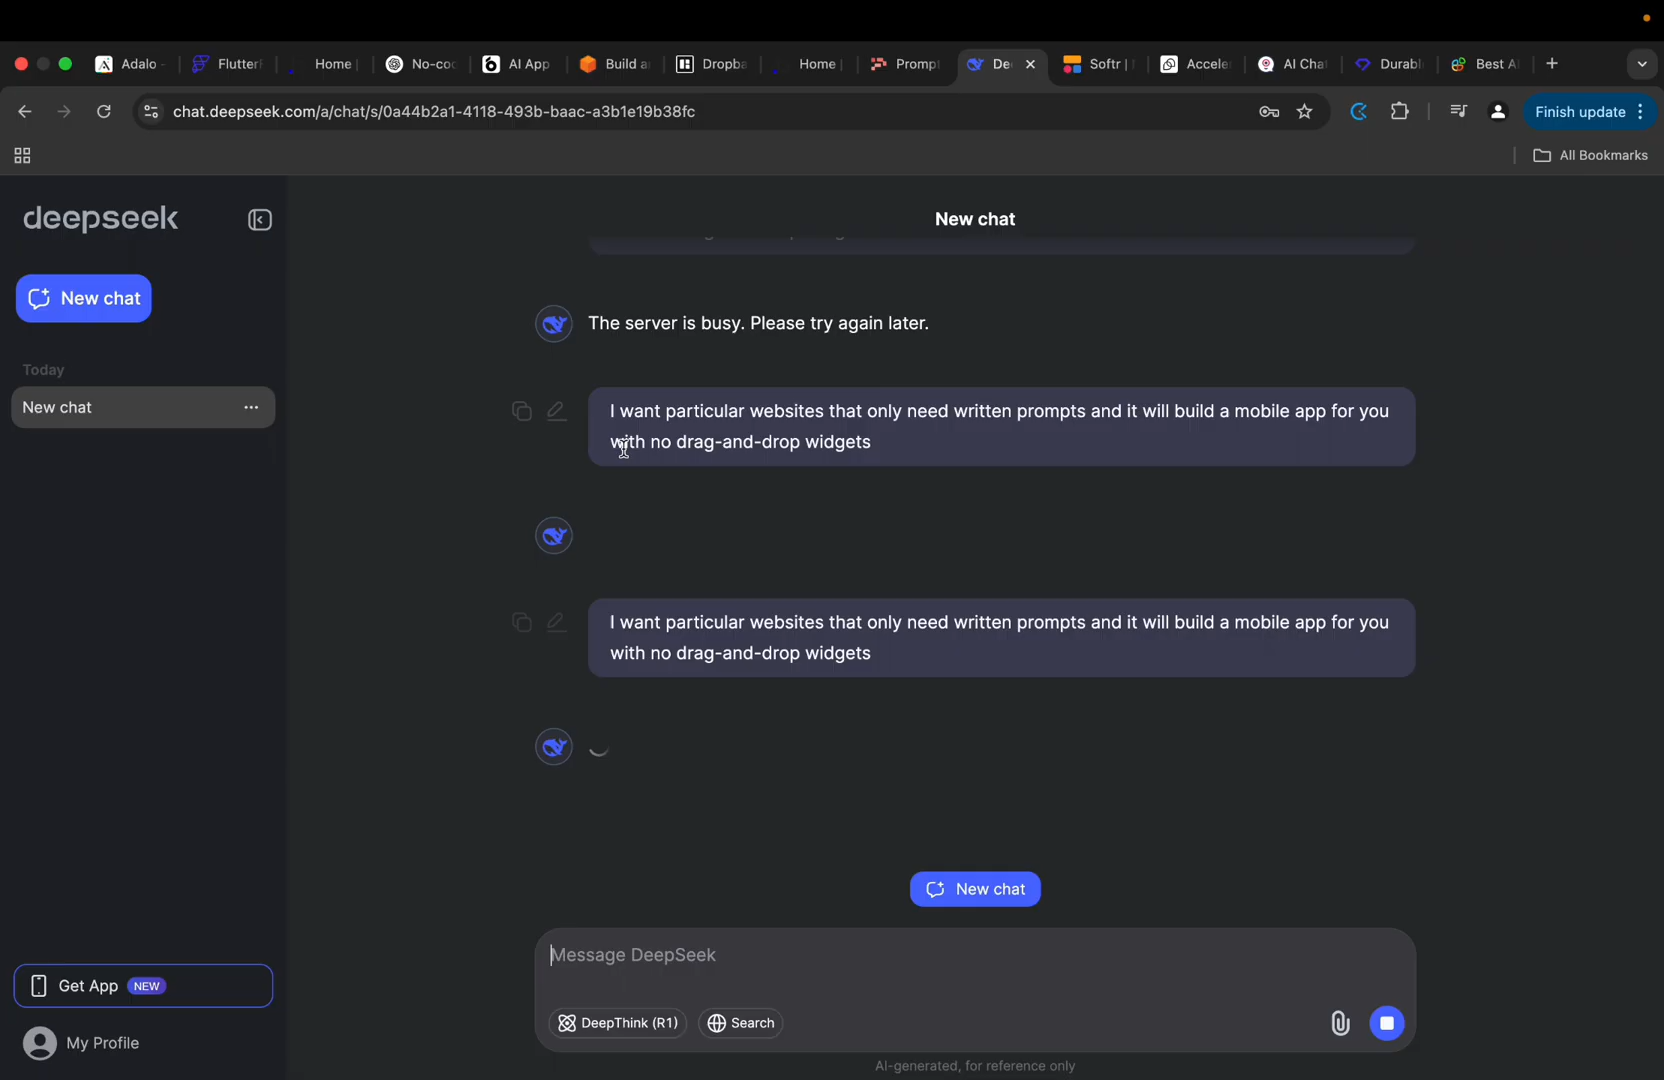 Adalo
Flutter
Home
No-co
AI App
Build a
Dropba
Home
Prompt
De
Softr |
Accele
AI Cha
Durabl
Best A
chat.deepseek.com/a/chat/s/0a44b2a1-4118-493b-baac-a3b1e19b38fc
Finish update
All Bookmarks
deepseek
New chat
New chat
Today
New chat
The server is busy. Please try again later.
I want particular websites that only need written prompts and it will build a mobile app for you
with no drag-and-drop widgets
I want particular websites that only need written prompts and it will build a mobile app for you
with no drag-and-drop widgets
New chat
Message DeepSeek
DeepThink (R1)
Search
Get App NEW
My Profile
AI-generated, for reference only